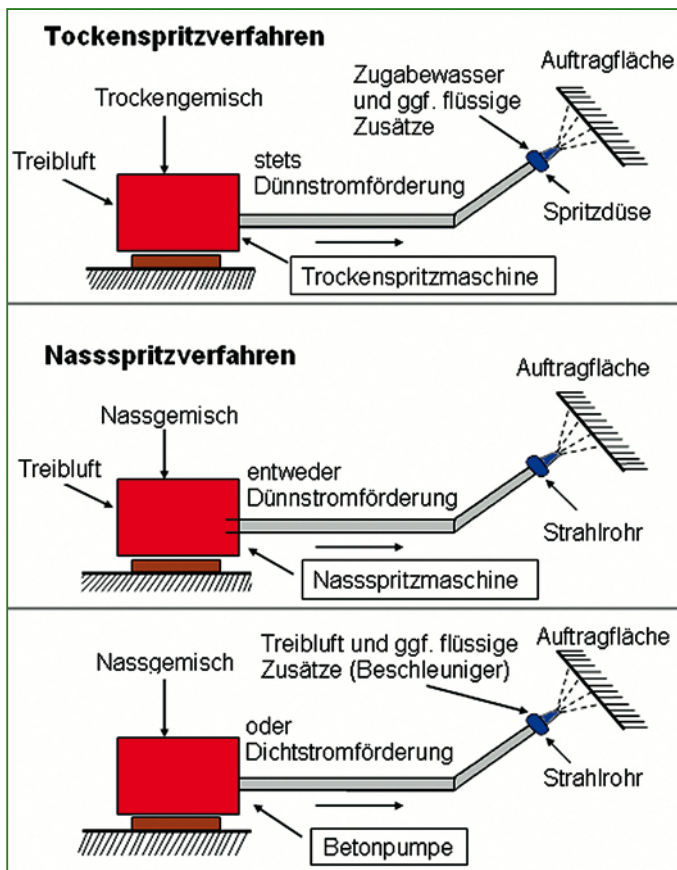 Tockenspritzverfahren
Auftragfläche
Zugabewasser
und ggf. flüssige
Zusätze
Trockengemisch
Treibluft
stets
Dünnstromförderung
Spritzdüse
Trockenspritzmaschine
Nassspritzverfahren
Auftragfläche
Nassgemisch
Treibluft
entweder
Dünnstromförderung
Strahlrohr
Nassspritzmaschine
Auftragfläche
Treibluft und ggf. flüssige
Zusätze (Beschleuniger)
Nassgemisch
oder
Dichtstromförderung
Strahlrohr
Betonpumpe